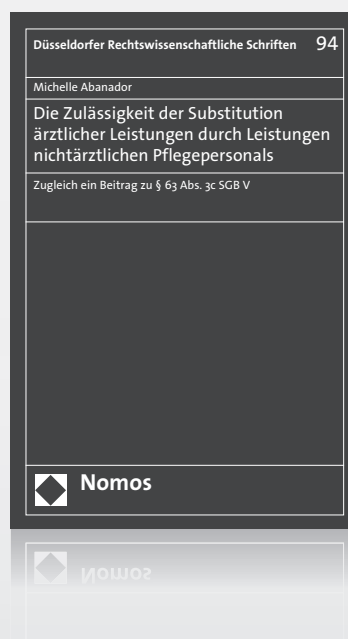 Düsseldorfer Rechtswissenschaftliche Schriften 94
Michelle Abanador
Die Zulässigkeit der Substitution
ärztlicher Leistungen durch Leistungen
nichtärztlichen Pflegepersonals
Zugleich ein Beitrag zu § 63 Abs. 3c SGB V
Nomos
Nomos